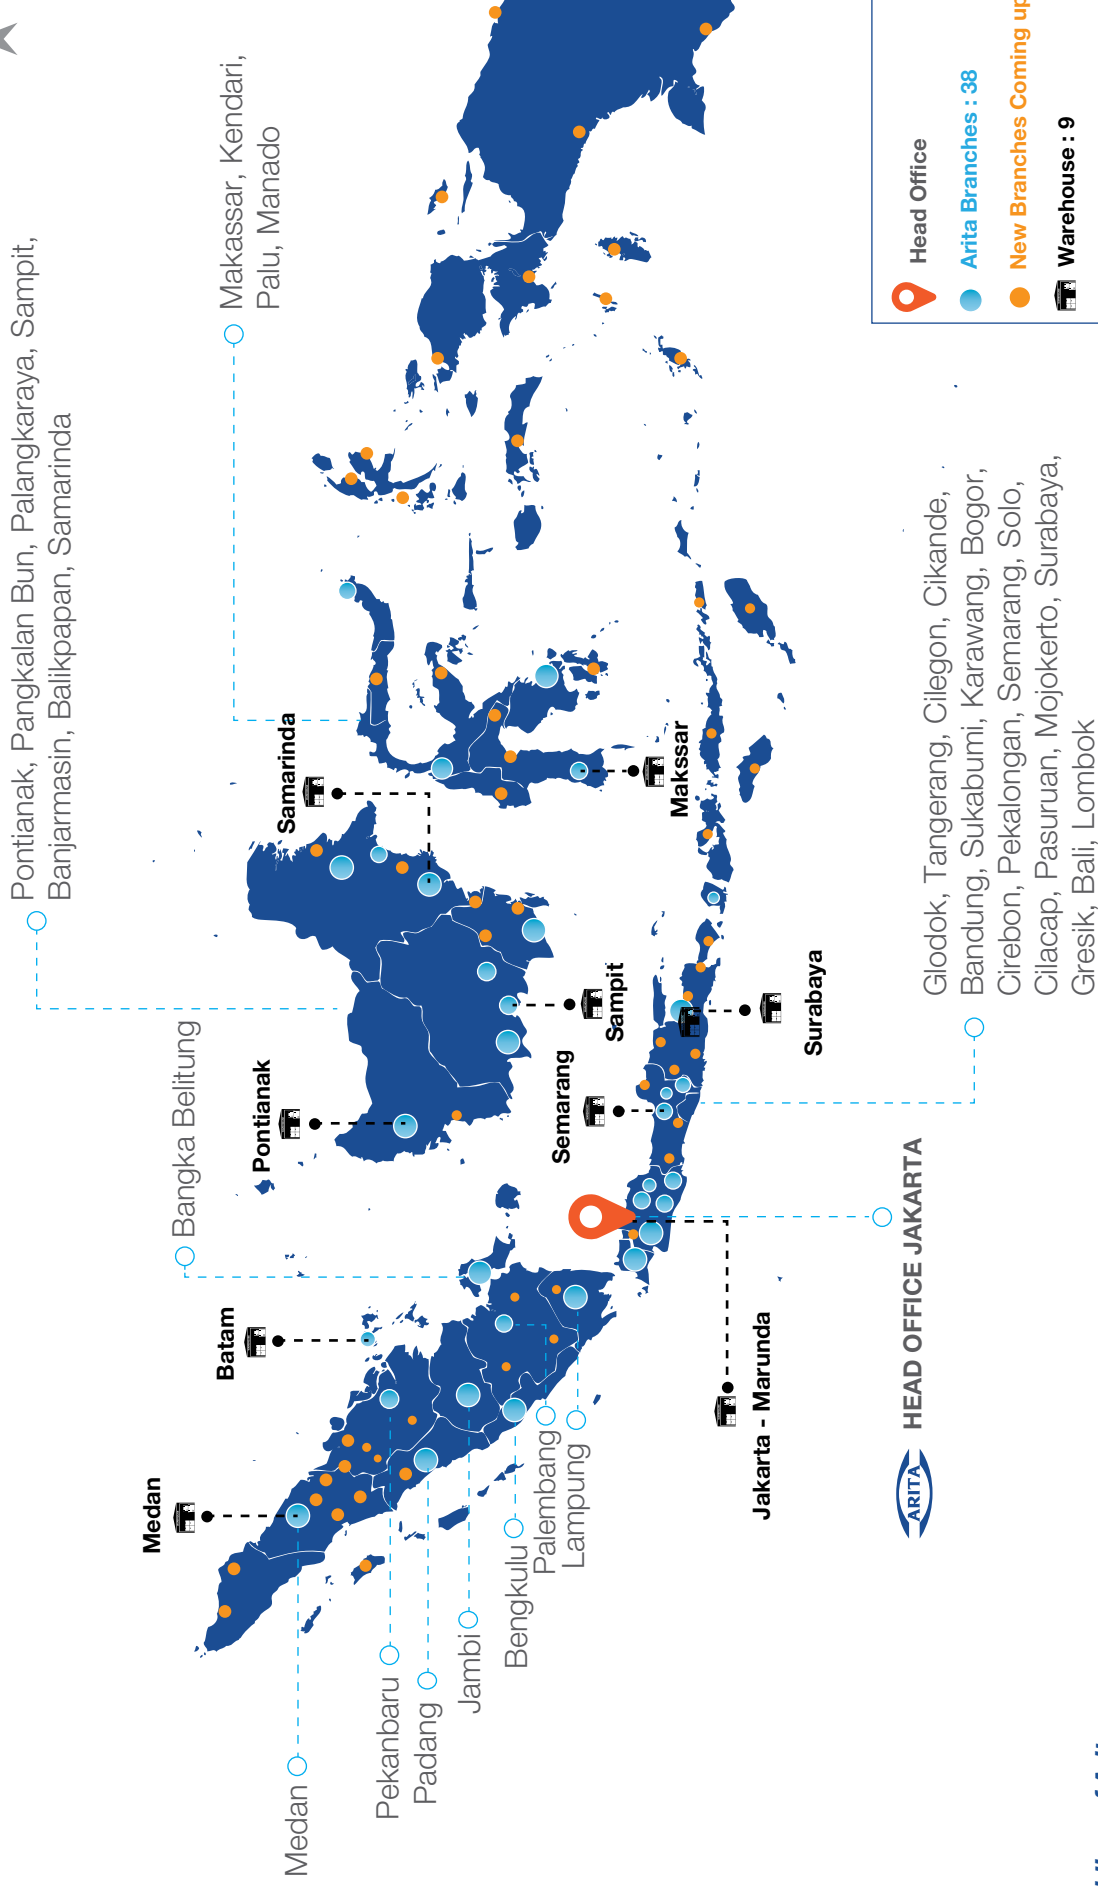 Pontianak, Pangkalan Bun, Palangkaraya, Sampit,
Banjarmasin, Balikpapan, Samarinda
Makassar, Kendari,
Palu, Manado
Bangka Belitung
Medan
Batam
Pontianak
Samarinda
Sampit
Semarang
Makssar
Surabaya
Jakarta - Marunda
Medan
Pekanbaru
Padang
Jambi
Bengkulu
Palembang
Lampung
ARITA
HEAD OFFICE JAKARTA
Glodok, Tangerang, Cilegon, Cikande,
Bandung, Sukabumi, Karawang, Bogor,
Cirebon, Pekalongan, Semarang, Solo,
Cilacap, Pasuruan, Mojokerto, Surabaya,
Gresik, Bali, Lombok
Head Office
Arita Branches : 38
New Branches Coming up
Warehouse : 9